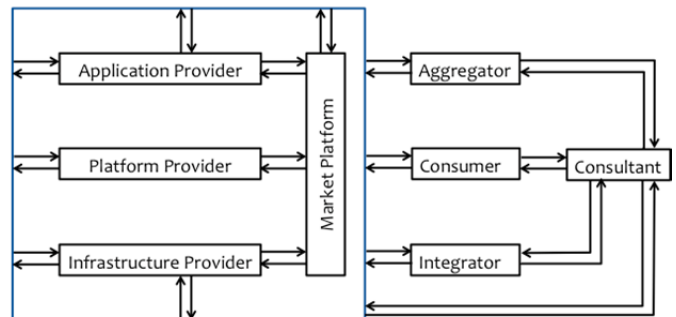 Application Provider
Aggregator
Market Platform
Platform Provider
Consumer
Consultant
Infrastructure Provider
Integrator